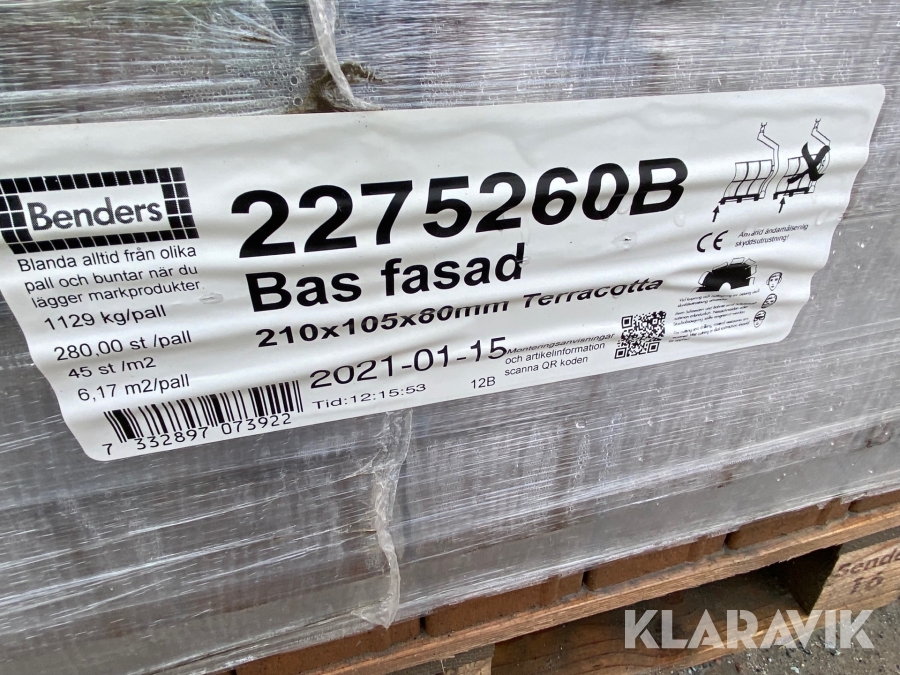 Benders
2275260B
Bas fasad
210x105x60mm Terracotta
Blanda alltid från olika
pall och buntar när du
lägger markprodukter
1129 kg/pall
280,00 st /pall
45 st /m2
6,17 m2/pall
2021-01-15
Tid:12:15:53
12B
Monteringsanvisningar
och artikelinformation
scanna QR koden
7 332897 073922
CE
Använd ändamålsenlig
skyddsutrustning!
KLARAVIK